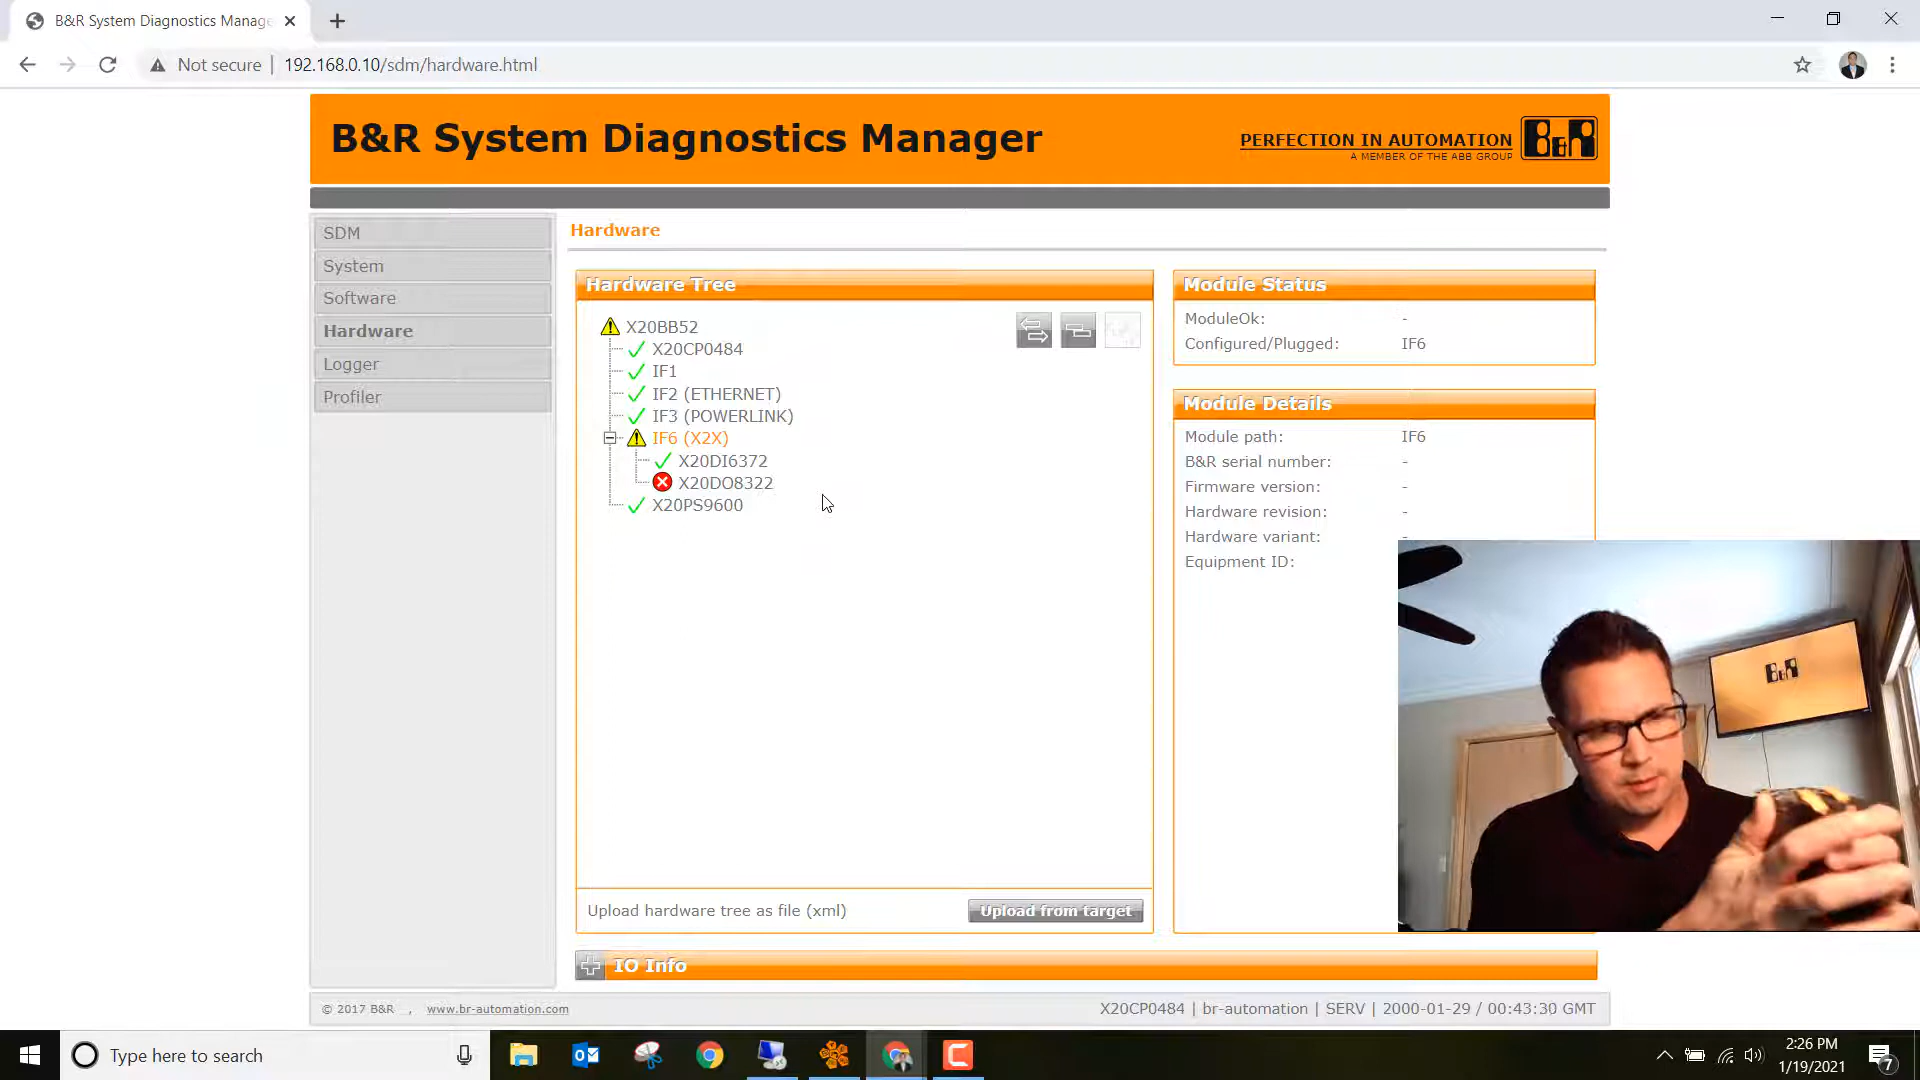 B&R System Diagnostics Manage
Not secure
192.168.0.10/sdm/hardware.html
B&R System Diagnostics Manager
PERFECTION IN AUTOMATION
A MEMBER OF THE ABB GROUP
B&R
SDM
System
Software
Hardware
Logger
Profiler
Hardware
Hardware Tree
X20BB52
X20CP0484
IF1
IF2 (ETHERNET)
IF3 (POWERLINK)
IF6 (X2X)
X20DI6372
X20DO8322
X20PS9600
Upload hardware tree as file (xml)
Upload from target
Module Status
ModuleOk: -
Configured/Plugged: IF6
Module Details
Module path: IF6
B&R serial number: -
Firmware version: -
Hardware revision: -
Hardware variant: -
Equipment ID:
B&R
IO Info
© 2017 B&R , www.br-automation.com
X20CP0484 | br-automation | SERV | 2000-01-29 / 00:43:30 GMT
Type here to search
2:26 PM
1/19/2021
7